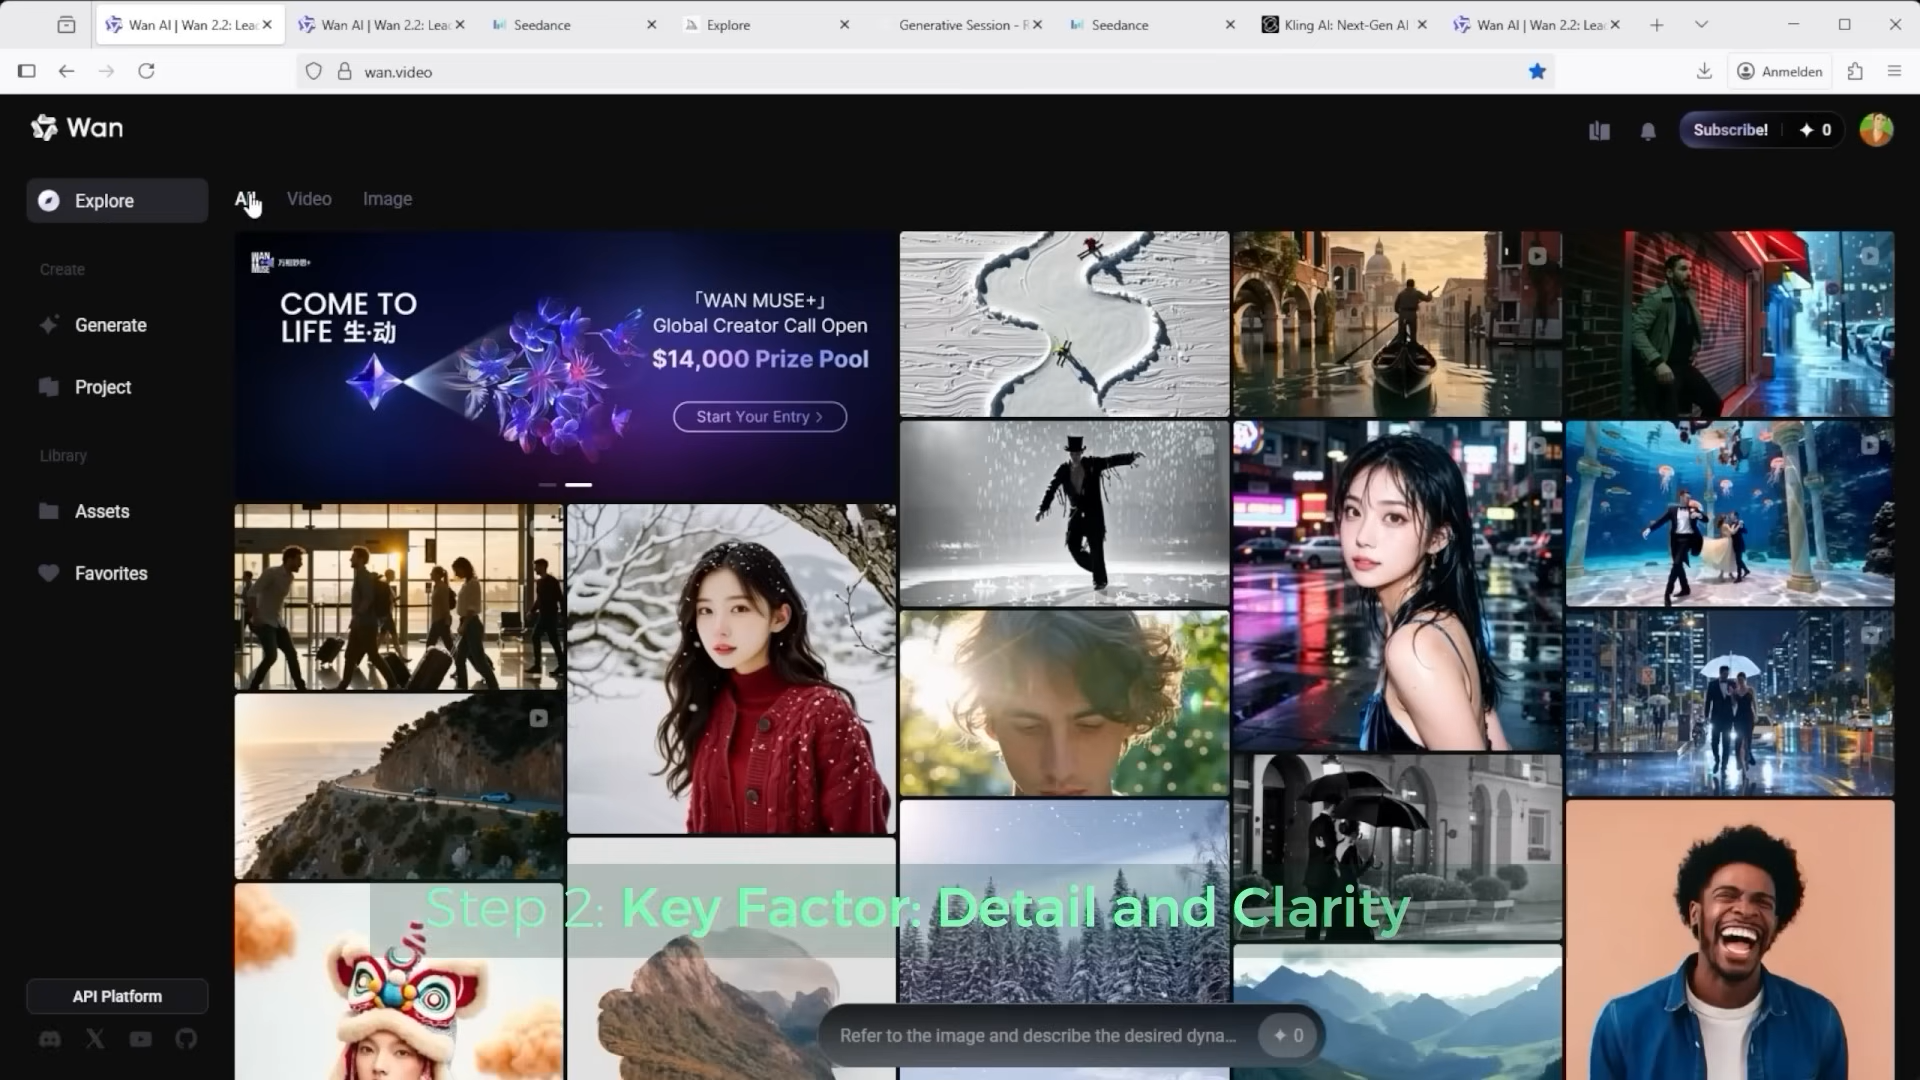 Wan AI | Wan 2.2: Lea
Wan AI | Wan 2.2: Lea
Seedance
Explore
Generative Session - F
Seedance
Kling AI: Next-Gen AI
Wan AI | Wan 2.2: Lea
wan.video
Anmelden
Wan
Subscribe!
0
Explore
All
Video
Image
Create
Generate
Project
Library
Assets
Favorites
API Platform
WAN MUSE
COME TO
LIFE 生·动
「WAN MUSE+」
Global Creator Call Open
$14,000 Prize Pool
Start Your Entry >
Step 2: Key Factor: Detail and Clarity
Refer to the image and describe the desired dyna...
0